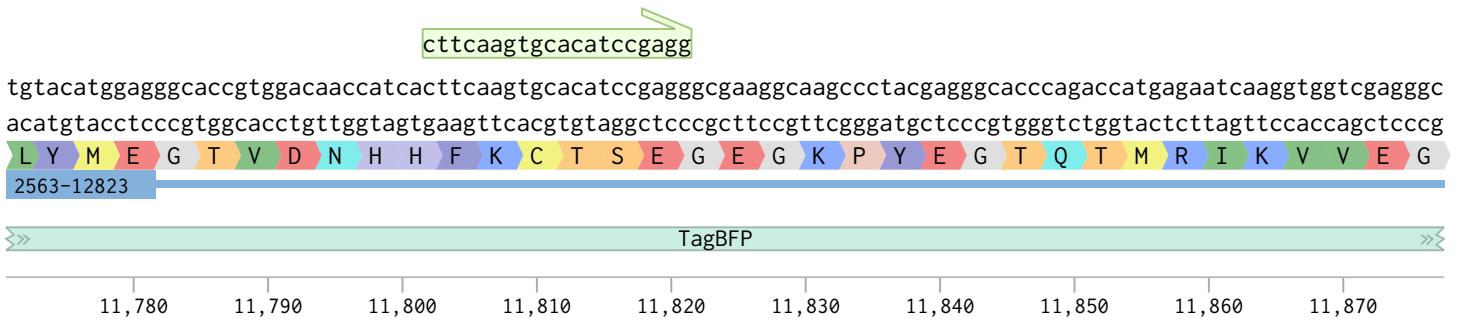 cttcaagtgcacatccgagg
tgtacatggagggcaccgtggacaaccatcacttcaagtgcacatccgagggcgaaggcaagccctacgagggcacccagaccatgagaatcaaggtggtcgagggc
acatgtacctcccgtggcacctgttggtagtgaagttcacgtgtaggctcccgcttccgttcgggatgctcccgtgggtctggtactcttagttccaccagctcccg
L Y M E G T V D N H H F K C T S E G E G K P Y E G T Q T M R I K V V E G
2563-12823
TagBFP
11,780 11,790 11,800 11,810 11,820 11,830 11,840 11,850 11,860 11,870